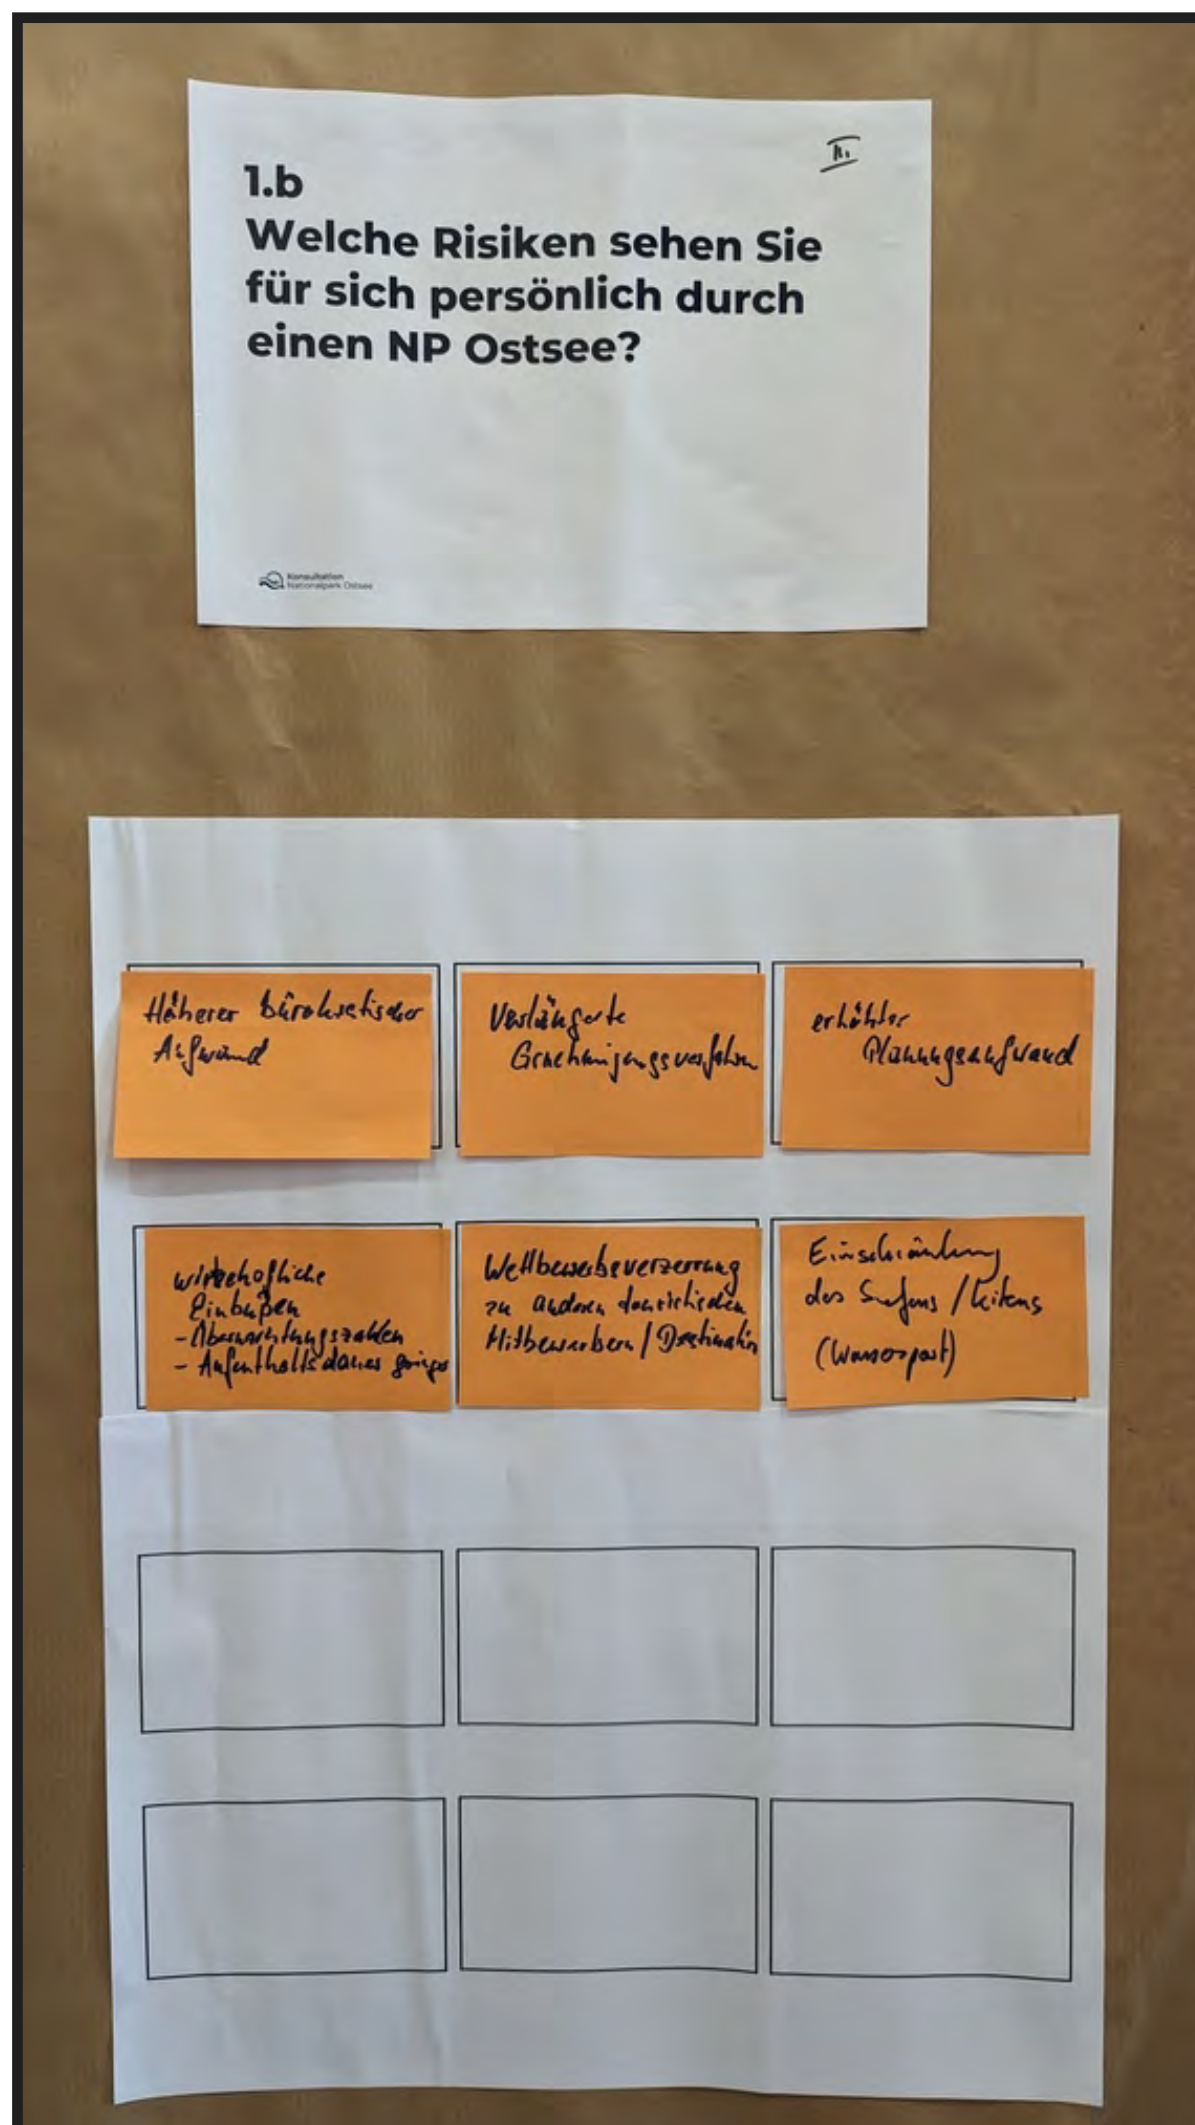 1.b
Welche Risiken sehen Sie
für sich persönlich durch
einen NP Ostsee?
Konsultation
Nationalpark Ostsee
Höherer bürokratischer
Aufwand
Verlängerte
Genehmigungsverfahren
erhöhter
Planungsaufwand
wirtschaftliche
Einbußen
- Übernachtungszahlen
- Aufenthaltsdauer geringer
Wettbewerbsverzerrung
zu anderen touristischen
Mitbewerbern / Destination
Einschränkung
des Surfens / Kitens
(Wassersport)